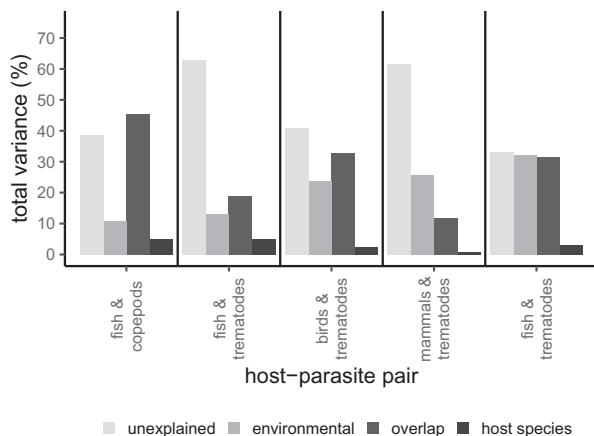 total variance (%)
70
60
50
40
30
20
10
0
fish &
copepods
fish &
trematodes
birds &
trematodes
mammals &
trematodes
fish &
trematodes
host−parasite pair
unexplained environmental overlap host species